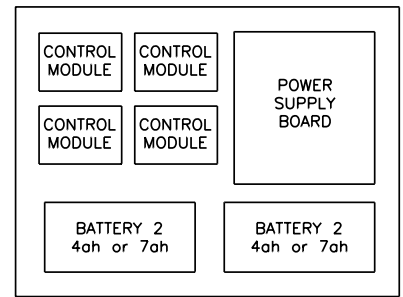 CONTROL
MODULE
CONTROL
MODULE
POWER
SUPPLY
BOARD
CONTROL
MODULE
CONTROL
MODULE
BATTERY 2
4ah or 7ah
BATTERY 2
4ah or 7ah